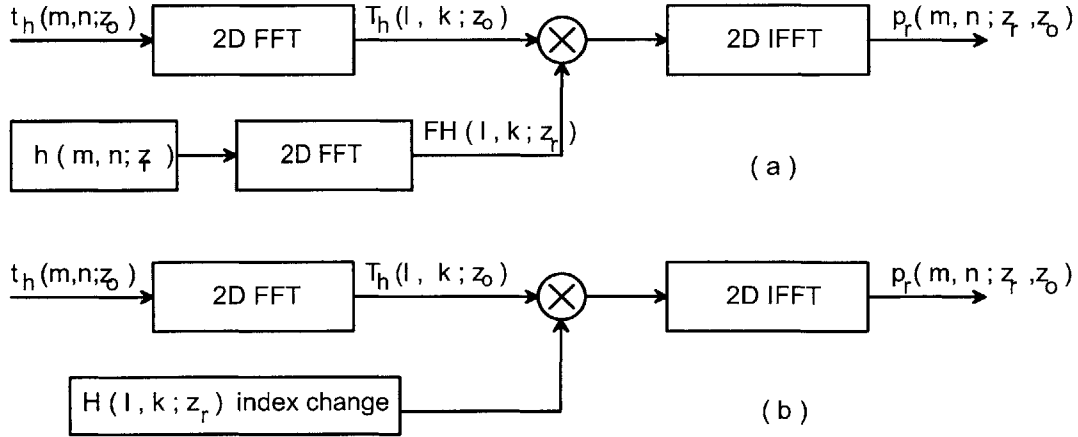 t_h(m,n;z_o)
2D FFT
T_h(l, k;z_o)
2D IFFT
p_r(m, n;z_r,z_o)
h(m, n;z_r)
2D FFT
FH(l, k;z_r)
(a)
t_h(m,n;z_o)
2D FFT
T_h(l, k;z_o)
2D IFFT
p_r(m, n;z_r,z_o)
H(l, k;z_r) index change
(b)